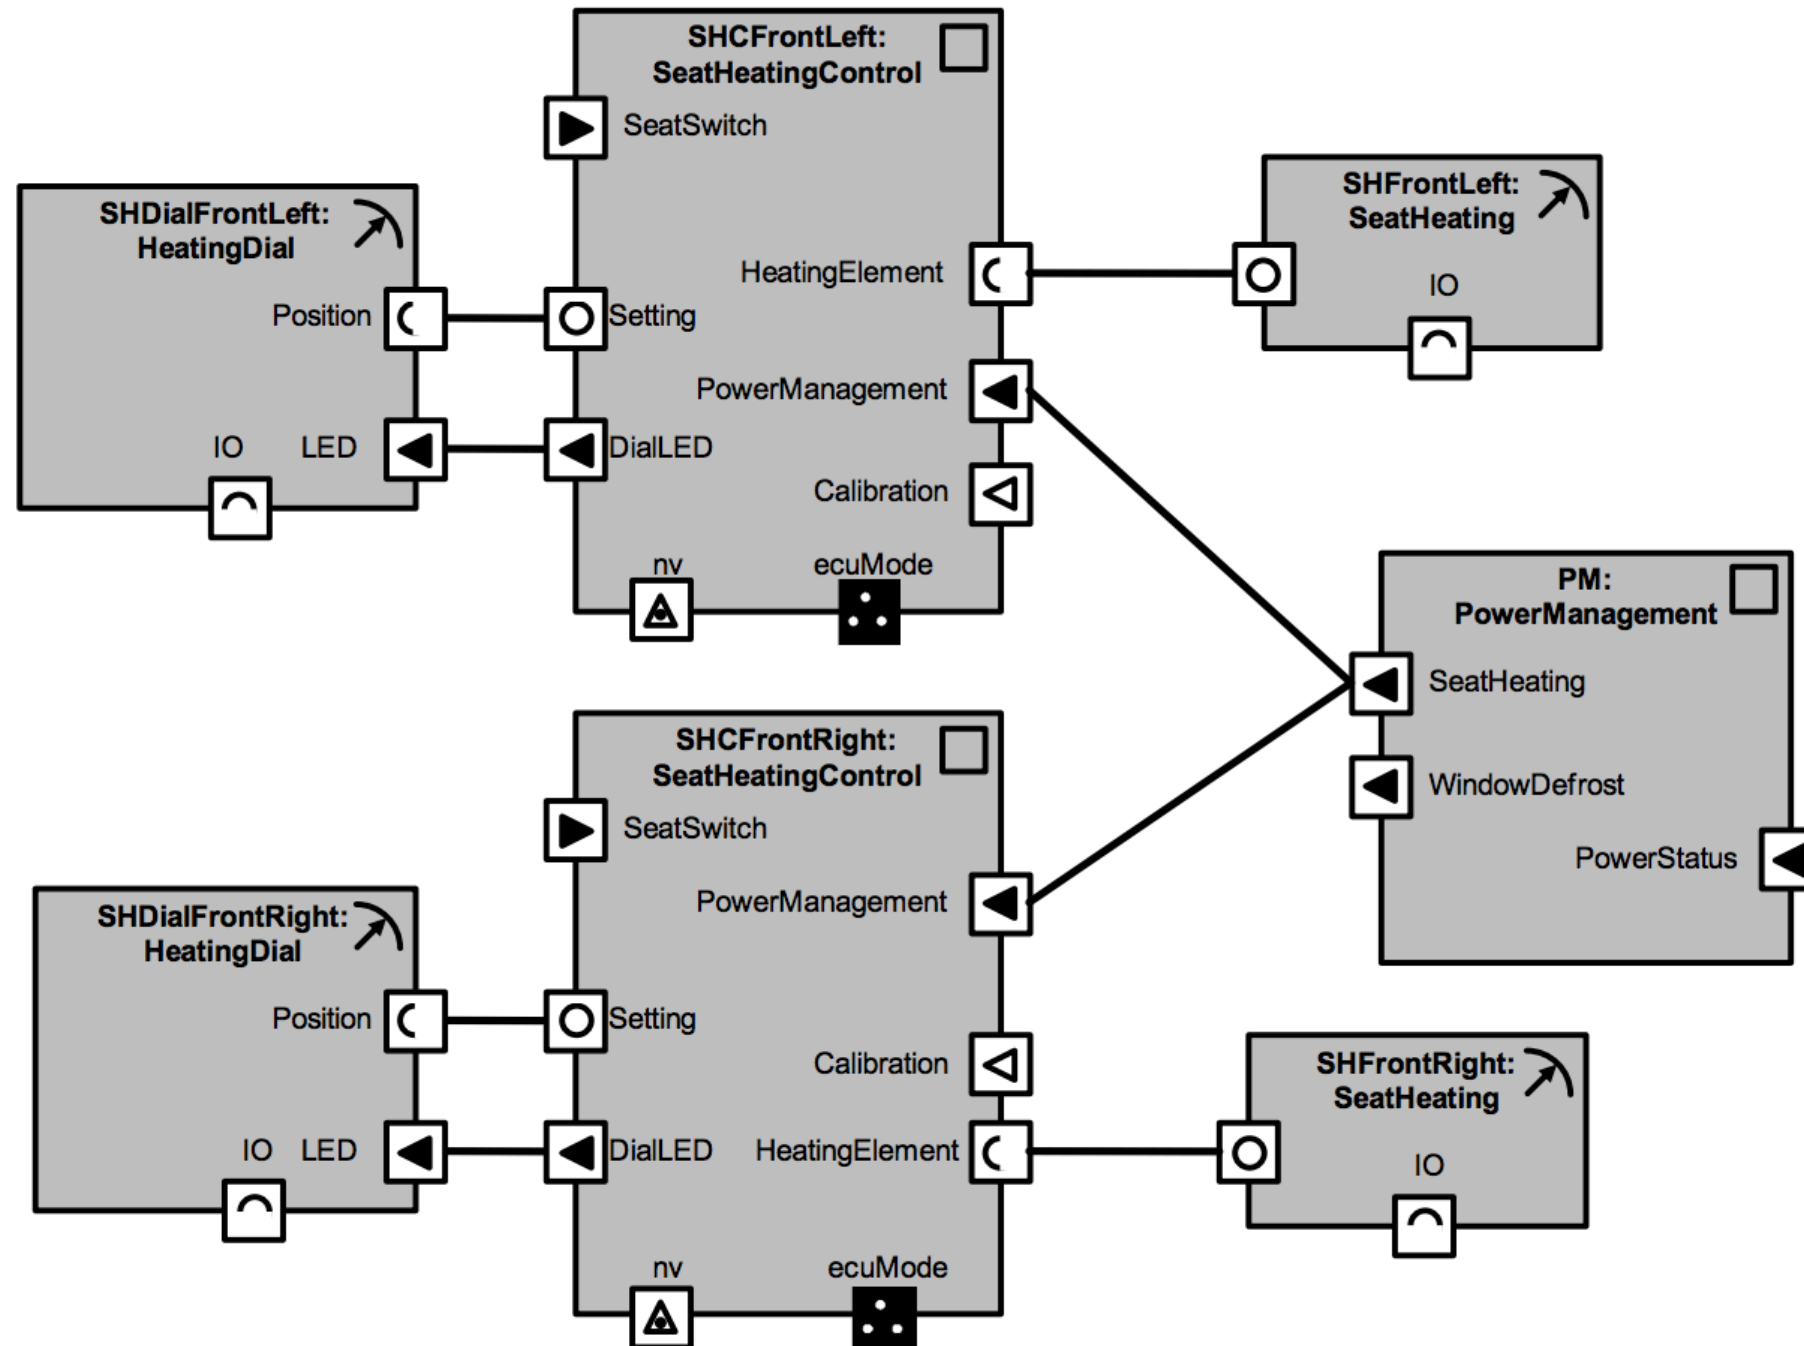 SHCFrontLeft:
SeatHeatingControl
SeatSwitch
SHDialFrontLeft:
HeatingDial
SHFrontLeft:
SeatHeating
HeatingElement
IO
Position
Setting
PowerManagement
IO
LED
DialLED
Calibration
nv
ecuMode
PM:
PowerManagement
SeatHeating
WindowDefrost
PowerStatus
SHCFrontRight:
SeatHeatingControl
SeatSwitch
PowerManagement
SHDialFrontRight:
HeatingDial
Position
Setting
Calibration
SHFrontRight:
SeatHeating
IO
LED
DialLED
HeatingElement
IO
nv
ecuMode